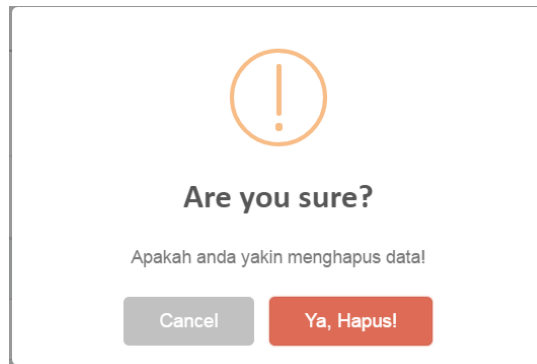 Are you sure?
Apakah anda yakin menghapus data!
Cancel
Ya, Hapus!